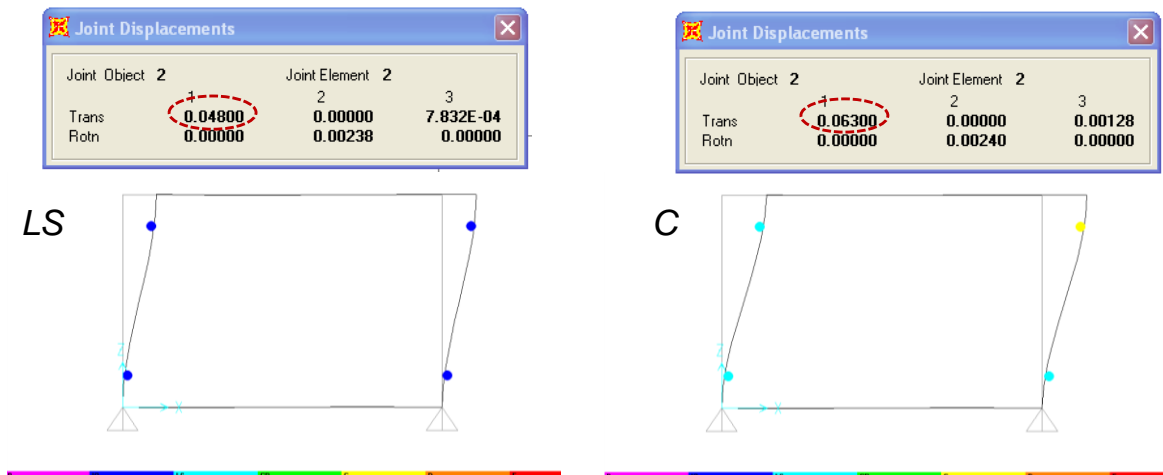 Joint Displacements
Joint Object 2 Joint Element 2
1 2 3
Trans 0.04800 0.00000 7.832E-04
Rotn 0.00000 0.00238 0.00000
LS
Z
X
Joint Displacements
Joint Object 2 Joint Element 2
1 2 3
Trans 0.06300 0.00000 0.00128
Rotn 0.00000 0.00240 0.00000
C
Z
X